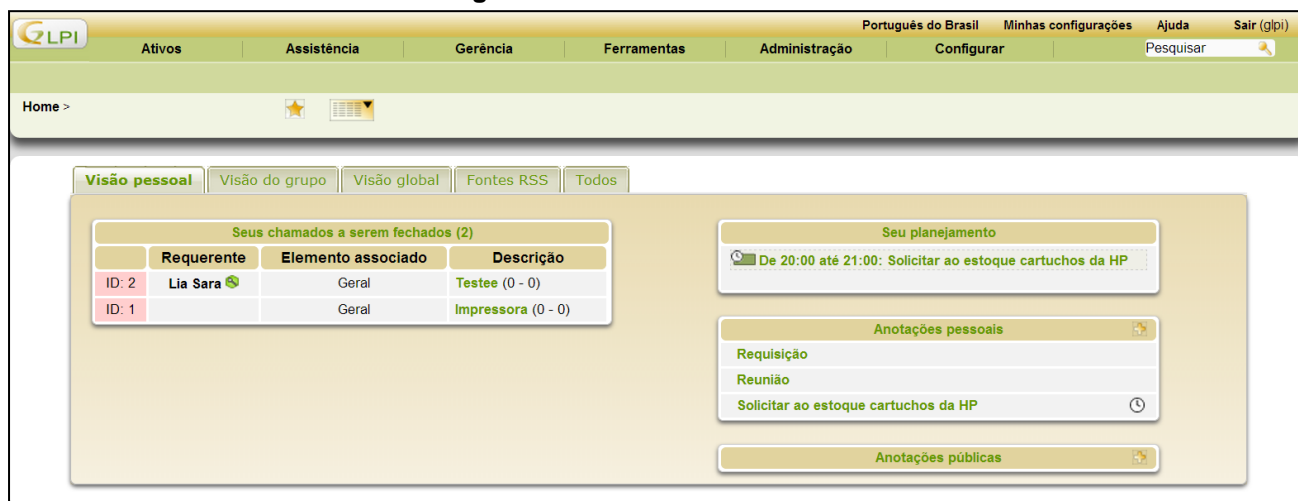 GLPI
Português do Brasil Minhas configurações Ajuda Sair (glpi)
Ativos Assistência Gerência Ferramentas Administração Configurar Pesquisar
Home >
Visão pessoal Visão do grupo Visão global Fontes RSS Todos
Seus chamados a serem fechados (2)
Requerente Elemento associado Descrição
ID: 2 Lia Sara Geral Testee (0 - 0)
ID: 1 Geral Impressora (0 - 0)
Seu planejamento
De 20:00 até 21:00: Solicitar ao estoque cartuchos da HP
Anotações pessoais
Requisição
Reunião
Solicitar ao estoque cartuchos da HP
Anotações públicas